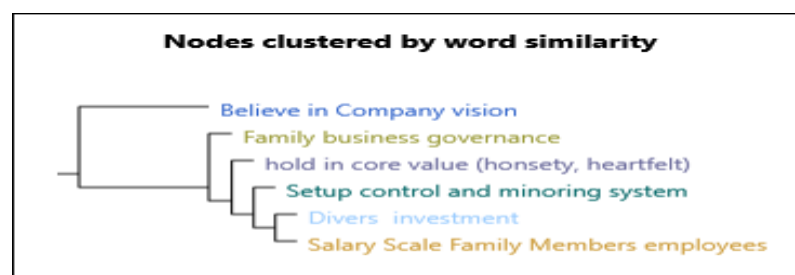 Nodes clustered by word similarity
Believe in Company vision
Family business governance
hold in core value (honsety, heartfelt)
Setup control and minoring system
Divers  investment
Salary Scale Family Members employees